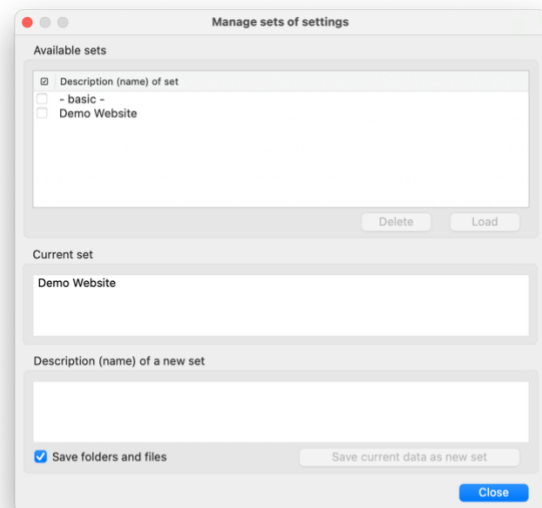 Manage sets of settings
Available sets
Description (name) of set
- basic -
Demo Website
Delete Load
Current set
Demo Website
Description (name) of a new set
Save folders and files Save current data as new set
Close